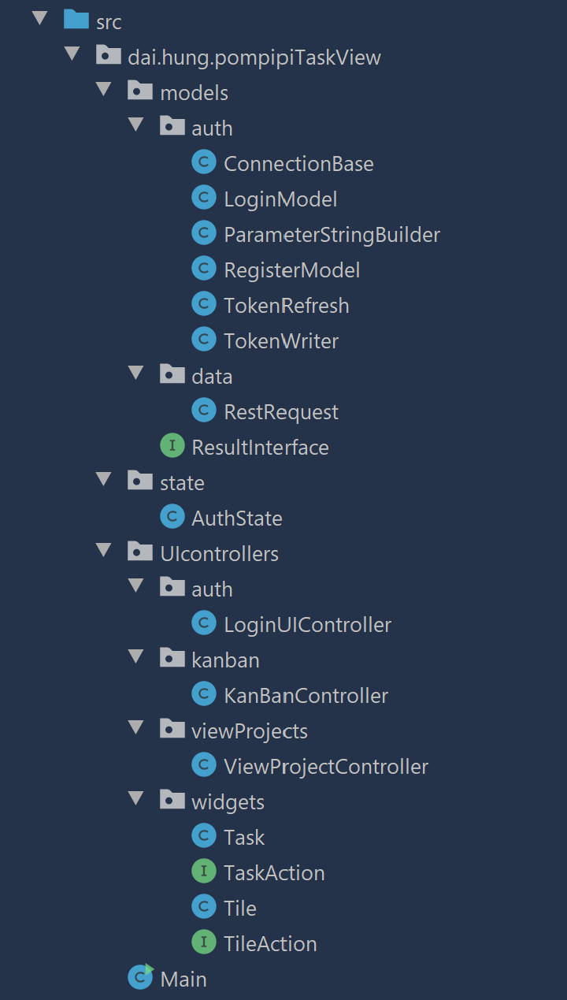 src
dai.hung.pompipiTaskView
models
auth
C ConnectionBase
C LoginModel
C ParameterStringBuilder
C RegisterModel
C TokenRefresh
C TokenWriter
data
C RestRequest
I ResultInterface
state
C AuthState
UIcontrollers
auth
C LoginUIController
kanban
C KanBanController
viewProjects
C ViewProjectController
widgets
C Task
I TaskAction
C Tile
I TileAction
C Main